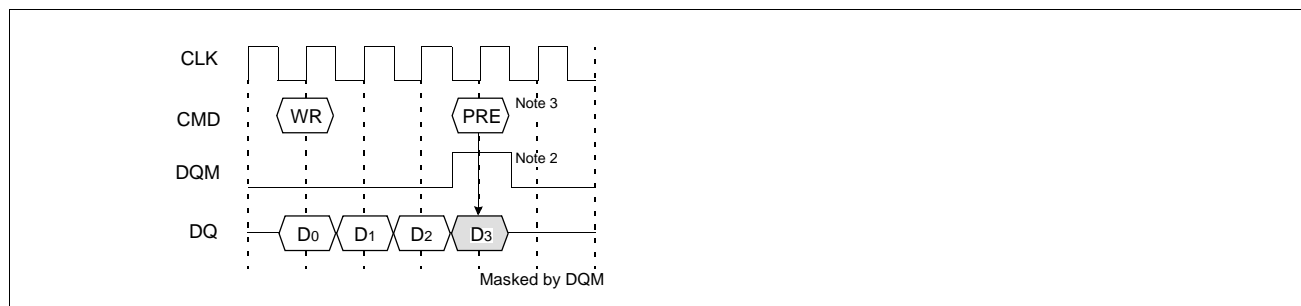 CLK
CMD WR PRE Note 3
DQM Note 2
DQ D0 D1 D2 D3
Masked by DQM